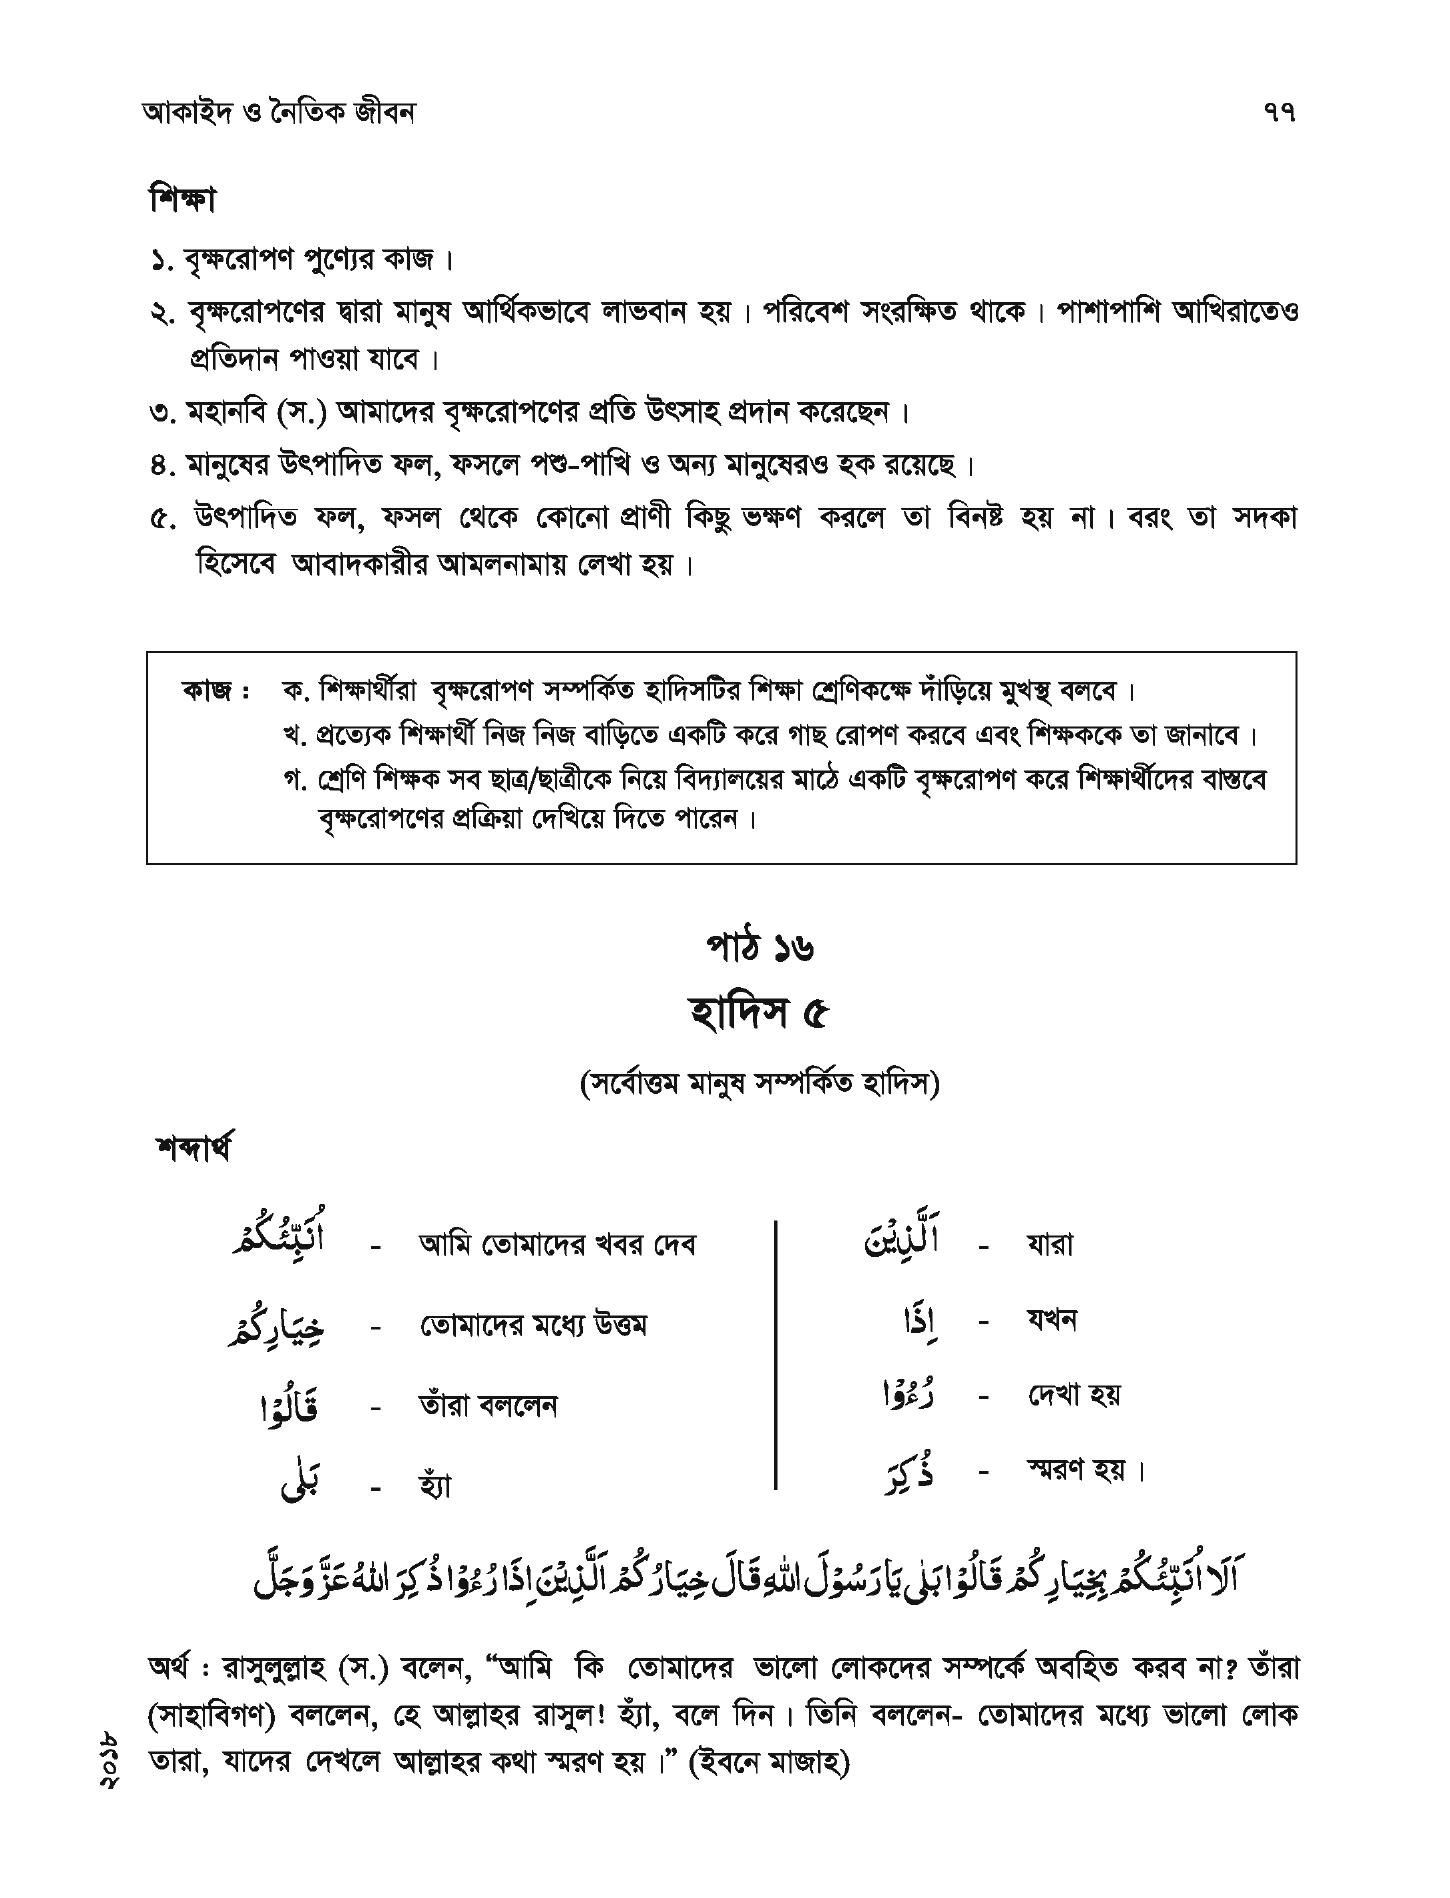 আকাইদ ও নৈতিক জীবন ৭৭
শিক্ষা
১. বৃক্ষরোপণ পুণ্যের কাজ।
২. বৃক্ষরোপণের দ্বারা মানুষ আর্থিকভাবে লাভবান হয়। পরিবেশ সংরক্ষিত থাকে। পাশাপাশি আখিরাতেও
প্রতিদান পাওয়া যাবে।
৩. মহানবি (স.) আমাদের বৃক্ষরোপণের প্রতি উৎসাহ প্রদান করেছেন।
৪. মানুষের উৎপাদিত ফল, ফসলে পশু-পাখি ও অন্য মানুষেরও হক রয়েছে।
৫. উৎপাদিত ফল, ফসল থেকে কোনো প্রাণী কিছু ভক্ষণ করলে তা বিনষ্ট হয় না। বরং তা সদকা
হিসেবে আবাদকারীর আমলনামায় লেখা হয়।
কাজ : ক. শিক্ষার্থীরা বৃক্ষরোপণ সম্পর্কিত হাদিসটির শিক্ষা শ্রেণিকক্ষে দাঁড়িয়ে মুখস্থ বলবে।
খ. প্রত্যেক শিক্ষার্থী নিজ নিজ বাড়িতে একটি করে গাছ রোপণ করবে এবং শিক্ষককে তা জানাবে।
গ. শ্রেণি শিক্ষক সব ছাত্র/ছাত্রীকে নিয়ে বিদ্যালয়ের মাঠে একটি বৃক্ষরোপণ করে শিক্ষার্থীদের বাস্তবে
বৃক্ষরোপণের প্রক্রিয়া দেখিয়ে দিতে পারেন।
পাঠ ১৬
হাদিস ৫
(সর্বোত্তম মানুষ সম্পর্কিত হাদিস)
শব্দার্থ
اُنَبِّئُكُمْ - আমি তোমাদের খবর দেব
خِيَارِكُمْ - তোমাদের মধ্যে উত্তম
قَالُوْا - তাঁরা বললেন
بَلٰى - হ্যাঁ
اَلَّذِيْنَ - যারা
اِذَا - যখন
رُءُوْا - দেখা হয়
ذُكِرَ - স্মরণ হয়।
اَلَا اُنَبِّئُكُمْ بِخِيَارِكُمْ قَالُوْا بَلٰى يَا رَسُوْلَ اللهِ قَالَ خِيَارُكُمْ اَلَّذِيْنَ اِذَا رُءُوْا ذُكِرَ اللهُ عَزَّ وَجَلَّ
অর্থ : রাসুলুল্লাহ (স.) বলেন, “আমি কি তোমাদের ভালো লোকদের সম্পর্কে অবহিত করব না? তাঁরা
(সাহাবিগণ) বললেন, হে আল্লাহর রাসুল! হ্যাঁ, বলে দিন। তিনি বললেন- তোমাদের মধ্যে ভালো লোক
তারা, যাদের দেখলে আল্লাহর কথা স্মরণ হয়।” (ইবনে মাজাহ)
২০১৮